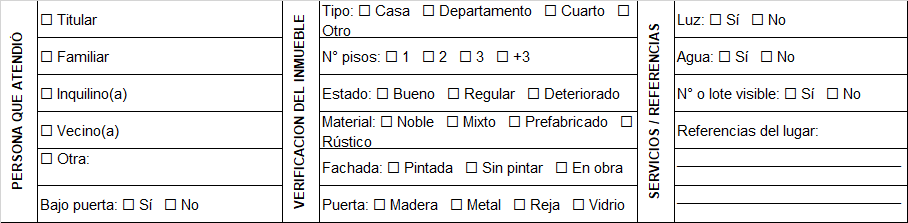 PERSONA QUE ATENDIÓ
☐ Titular
☐ Familiar
☐ Inquilino(a)
☐ Vecino(a)
☐ Otra:
Bajo puerta: ☐ Sí ☐ No
VERIFICACION DEL INMUEBLE
Tipo: ☐ Casa ☐ Departamento ☐ Cuarto ☐
Otro
N° pisos: ☐ 1 ☐ 2 ☐ 3 ☐ +3
Estado: ☐ Bueno ☐ Regular ☐ Deteriorado
Material: ☐ Noble ☐ Mixto ☐ Prefabricado ☐
Rústico
Fachada: ☐ Pintada ☐ Sin pintar ☐ En obra
Puerta: ☐ Madera ☐ Metal ☐ Reja ☐ Vidrio
SERVICIOS / REFERENCIAS
Luz: ☐ Sí ☐ No
Agua: ☐ Sí ☐ No
N° o lote visible: ☐ Sí ☐ No
Referencias del lugar: